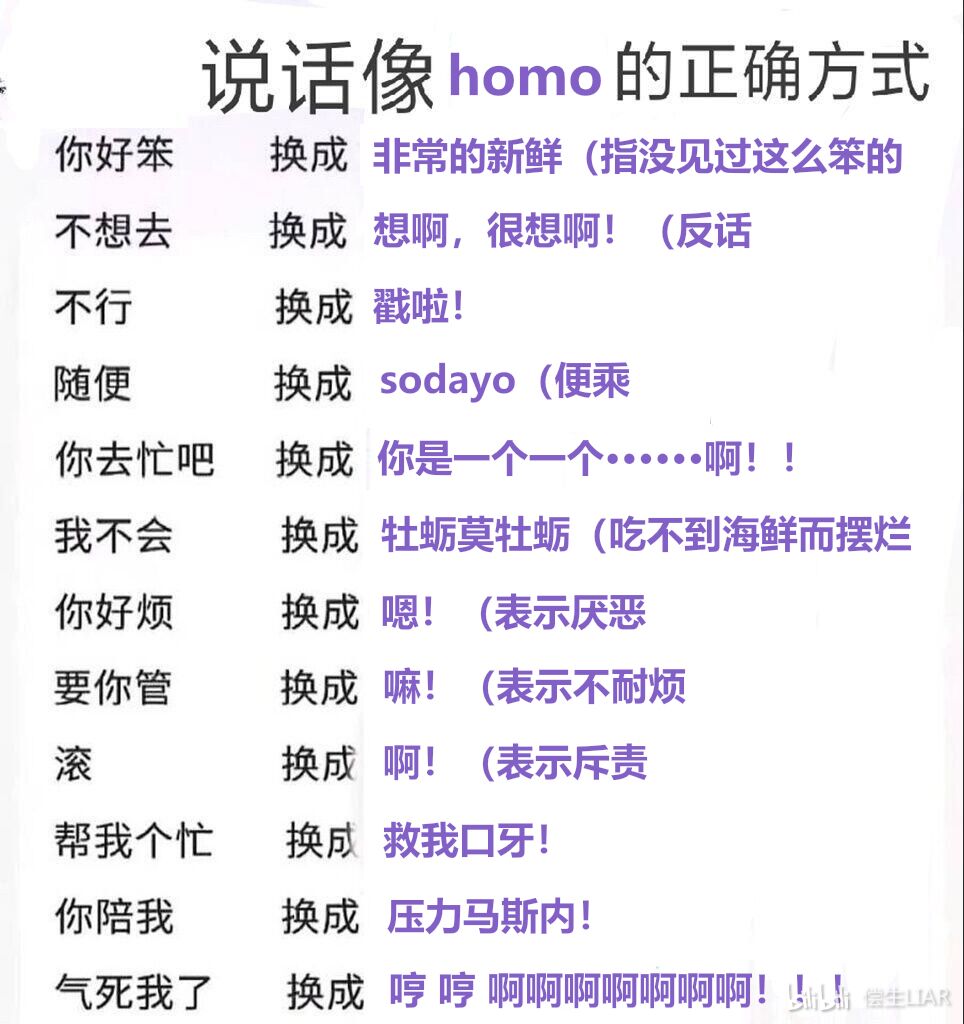 说话像homo的正确方式
你好笨 换成 非常的新鲜（指没见过这么笨的
不想去 换成 想啊，很想啊！（反话
不行 换成 戳啦！
随便 换成 sodayo（便乘
你去忙吧 换成 你是一个一个······啊！！
我不会 换成 牡蛎莫牡蛎（吃不到海鲜而摆烂
你好烦 换成 嗯！（表示厌恶
要你管 换成 嘛！（表示不耐烦
滚 换成 啊！（表示斥责
帮我个忙 换成 救我口牙！
你陪我 换成 压力马斯内！
气死我了 换成 哼 哼 啊啊啊啊啊啊啊！！！
bilibili 偿生LIAR